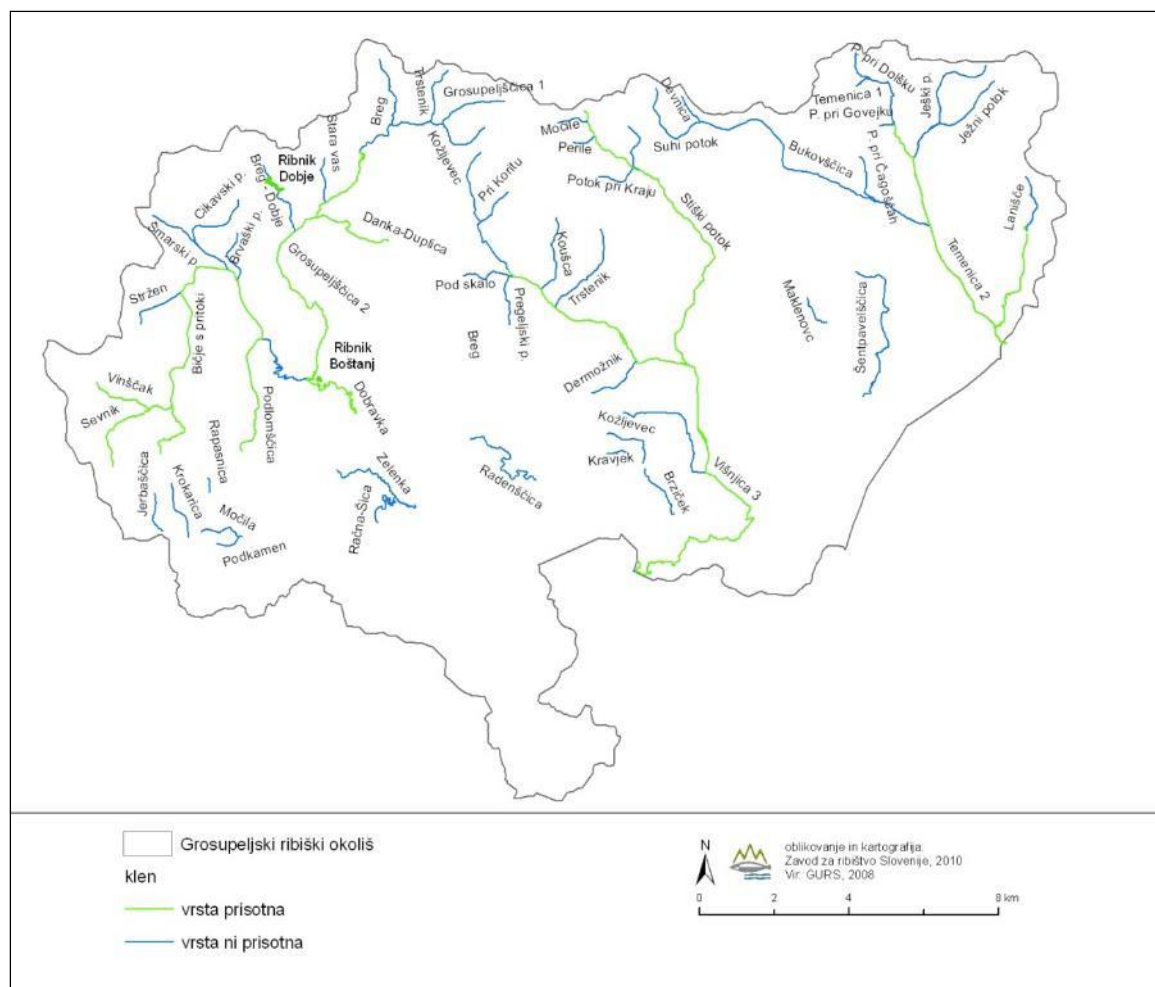 P. pri Dolšku
Temenica 1
P. pri Govejku
Ješki p.
Ježni potok
Trstenik
Grosupeljščica 1
Breg
Devnica
Močile
Perile
Suhi potok
Stara vas
Kožljevec
Bukovščica
P. pri Čagoščah
Ribnik
Dobje
Breg - Dobje
Cikavski p.
Pri Koritu
Potok pri Kraju
Lanišče
Šmarski p.
Brvaški p.
Danka-Duplica
Stiški potok
Grosupeljščica 2
Koušca
Temenica 2
Stržen
Pod skalo
Trstenik
Maklenovc
Šentpavelščica
Bičje s pritoki
Pregeljski p.
Breg
Ribnik
Boštanj
Vinščak
Dermožnik
Dobravka
Sevnik
Podlomščica
Kožljevec
Rapasnica
Kravjek
Višnjica 3
Jerbaščica
Krokarica
Zelenka
Radenščica
Brziček
Močila
Račna-Šica
Podkamen
Grosupeljski ribiški okoliš
klen
vrsta prisotna
vrsta ni prisotna
N
oblikovanje in kartografija:
Zavod za ribištvo Slovenije, 2010
Vir: GURS, 2008
0 2 4 8 km